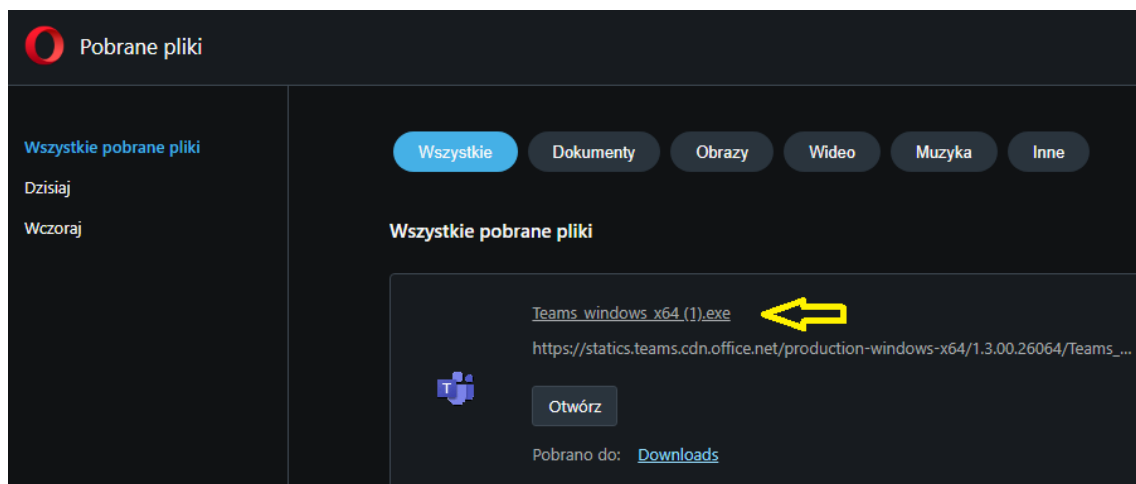 Pobrane pliki
Wszystkie pobrane pliki
Dzisiaj
Wczoraj
Wszystkie Dokumenty Obrazy Wideo Muzyka Inne
Wszystkie pobrane pliki
Teams_windows_x64 (1).exe
https://statics.teams.cdn.office.net/production-windows-x64/1.3.00.26064/Teams_...
T
Otwórz
Pobrano do: Downloads